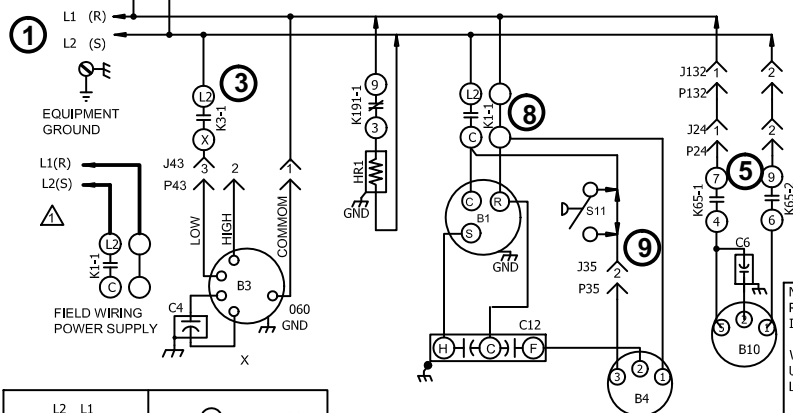 L1 (R)
1
L2 (S)
EQUIPMENT
GROUND
L1(R)
L2(S)
1
L2
K1-1
C
FIELD WIRING
POWER SUPPLY
L2
3
K3-1
X
J43
3
2
1
P43
LOW
HIGH
COMMOM
B3
C4
060
GND
X
9
K191-1
3
HR1
GND
L2
K1-1
8
C
C
R
B1
S
GND
S11
9
J35
2
P35
C12
H
C
F
3
2
1
B4
J132
1
2
P132
J24
1
2
P24
7
5
9
K65-1
K65-2
4
6
C6
S
2
1
B10
L2 L1